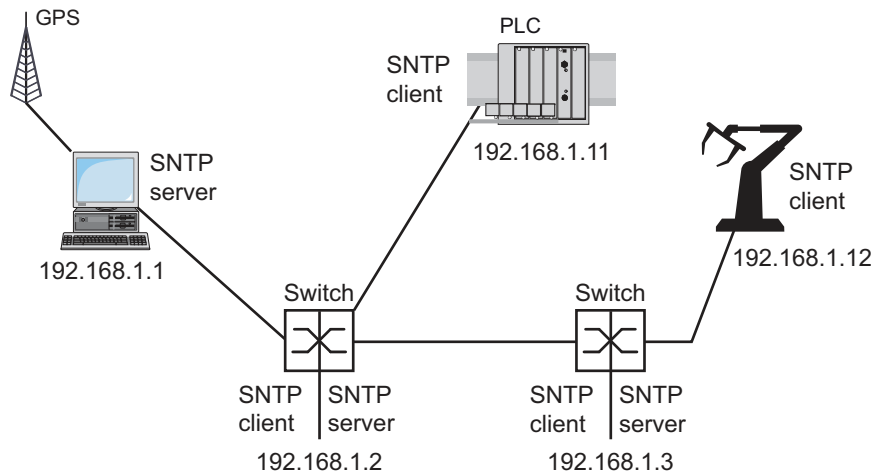 GPS
PLC
SNTP
client
192.168.1.11
SNTP
server
192.168.1.1
SNTP
client
192.168.1.12
Switch
SNTP
client
SNTP
server
192.168.1.2
Switch
SNTP
client
SNTP
server
192.168.1.3